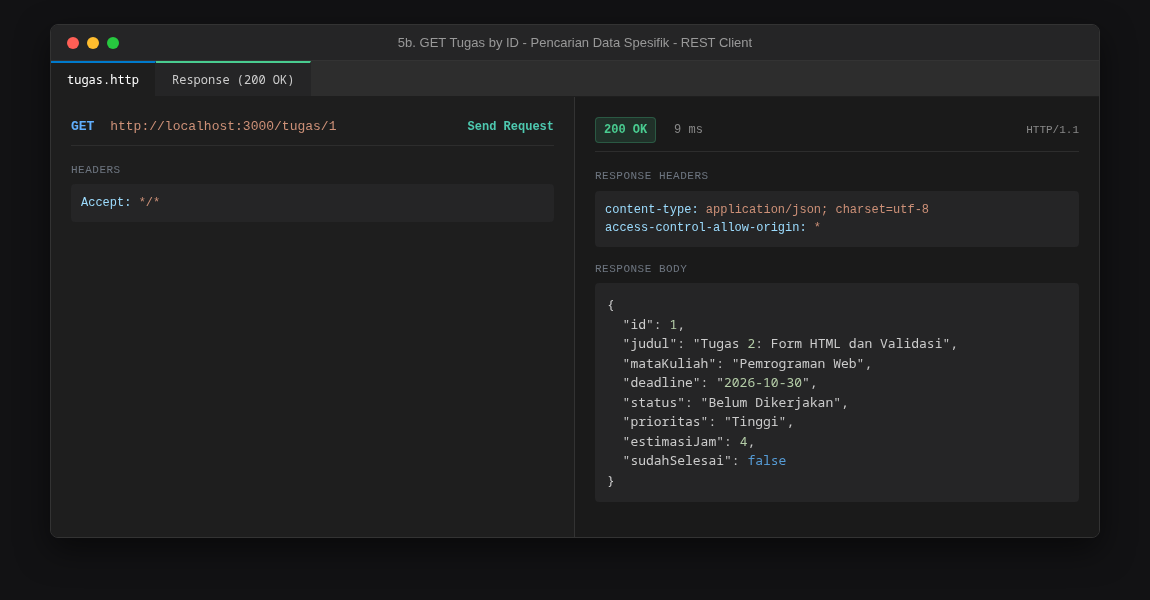 5b. GET Tugas by ID - Pencarian Data Spesifik - REST Client
tugas.http
Response (200 OK)
GET http://localhost:3000/tugas/1 Send Request
HEADERS
Accept: */*
200 OK 9 ms HTTP/1.1
RESPONSE HEADERS
content-type: application/json; charset=utf-8
access-control-allow-origin: *
RESPONSE BODY
{
  "id": 1,
  "judul": "Tugas 2: Form HTML dan Validasi",
  "mataKuliah": "Pemrograman Web",
  "deadline": "2026-10-30",
  "status": "Belum Dikerjakan",
  "prioritas": "Tinggi",
  "estimasiJam": 4,
  "sudahSelesai": false
}